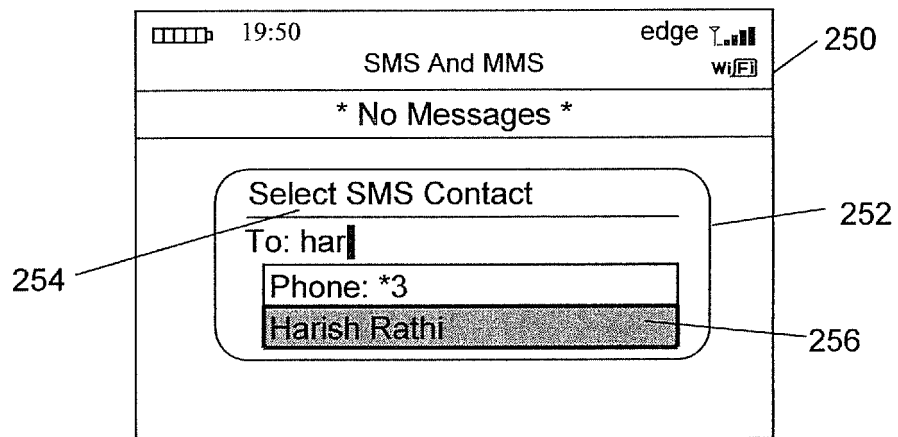 19:50 edge
SMS And MMS WiFi
250
* No Messages *
Select SMS Contact
252
To: har
254
Phone: *3
Harish Rathi
256